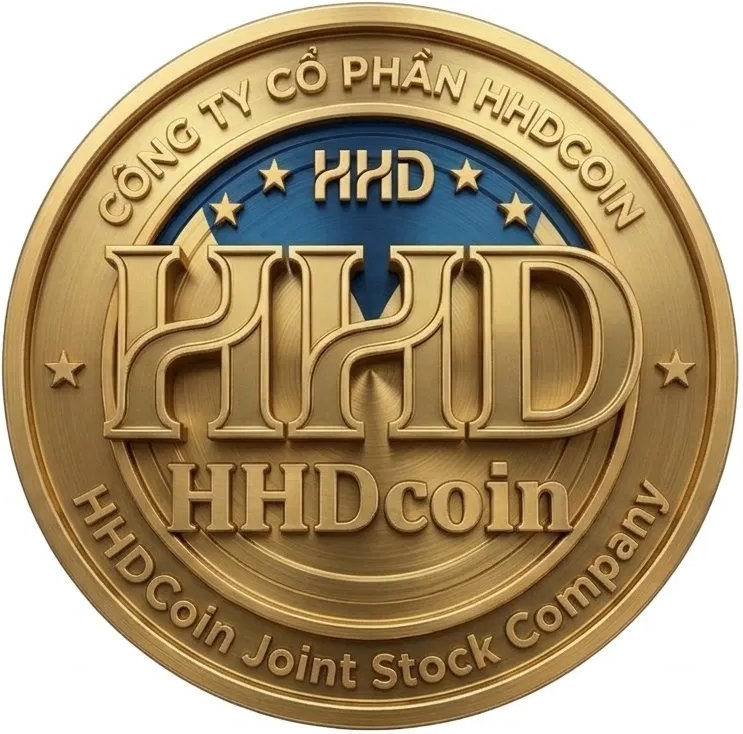 CÔNG TY CỔ PHẦN HHDCOIN
HHD
HHD
HHDcoin
HHDCoin Joint Stock Company